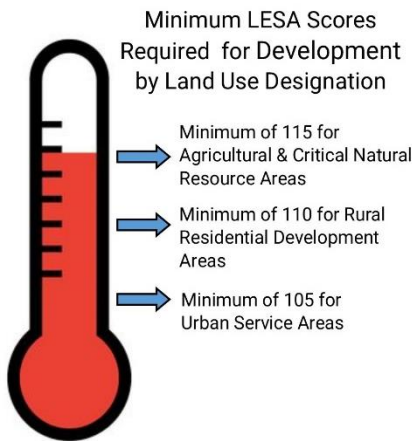 Minimum LESA Scores
Required for Development
by Land Use Designation
Minimum of 115 for
Agricultural & Critical Natural
Resource Areas
Minimum of 110 for Rural
Residential Development
Areas
Minimum of 105 for
Urban Service Areas